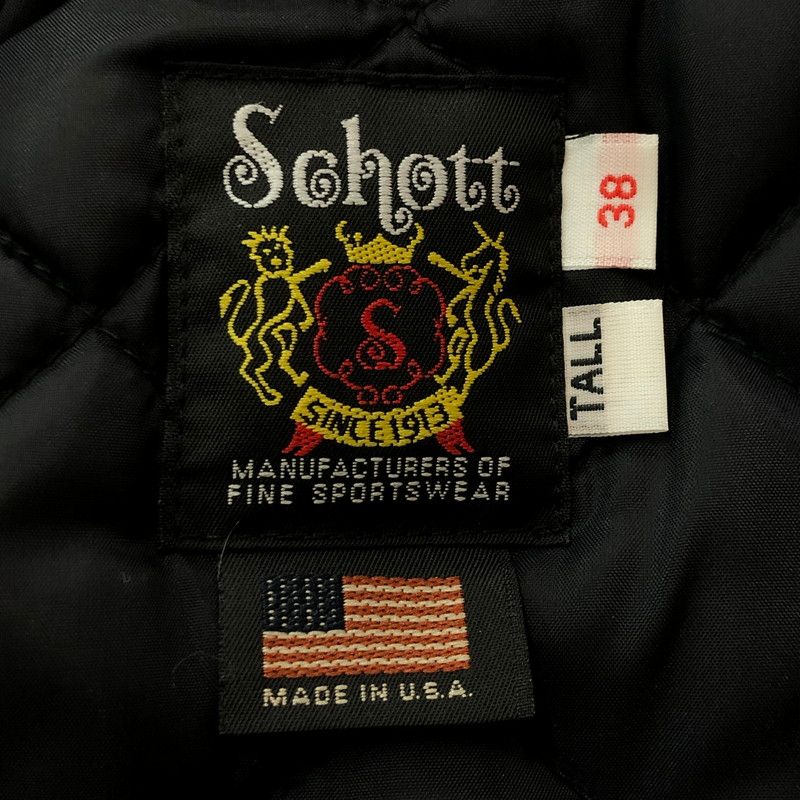 Schott
38
TALL
S
SINCE 1913
MANUFACTURERS OF
FINE SPORTSWEAR
MADE IN U.S.A.